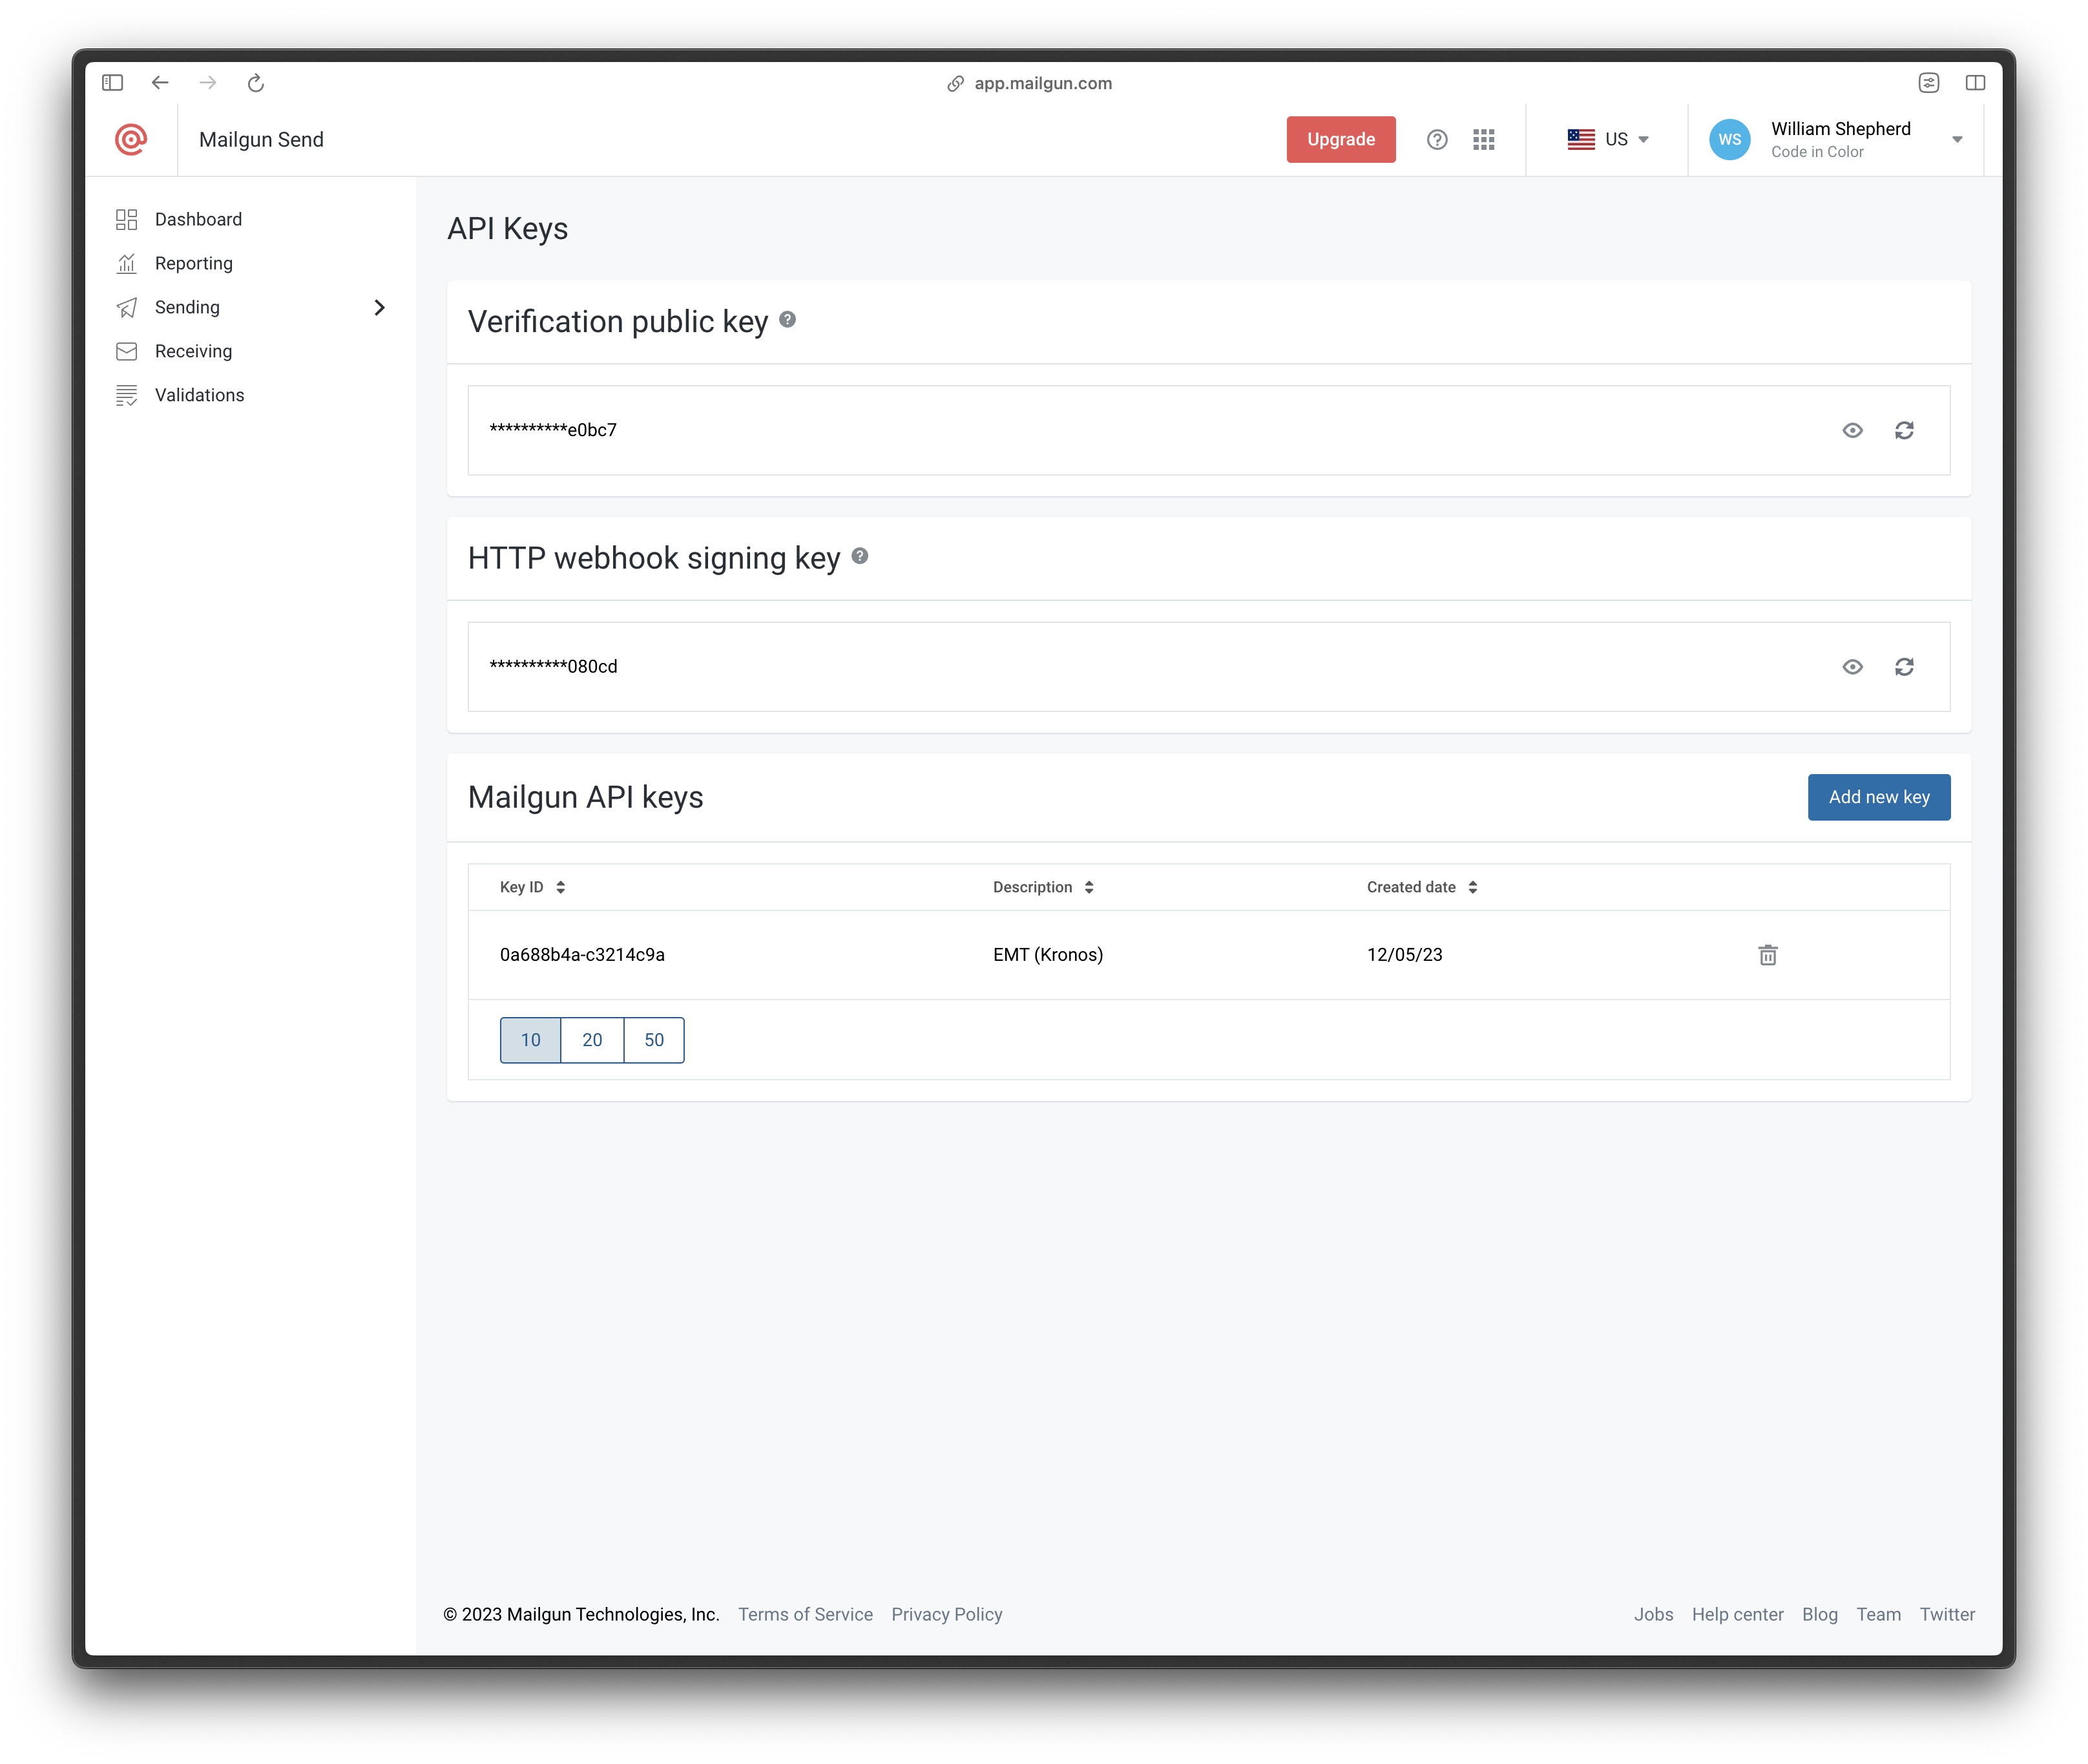 app.mailgun.com
Mailgun Send
Upgrade
US
WS
William Shepherd
Code in Color
Dashboard
Reporting
Sending
Receiving
Validations
API Keys
Verification public key
**********e0bc7
HTTP webhook signing key
**********080cd
Mailgun API keys
Add new key
Key ID Description Created date
0a688b4a-c3214c9a EMT (Kronos) 12/05/23
10 20 50
© 2023 Mailgun Technologies, Inc. Terms of Service Privacy Policy Jobs Help center Blog Team Twitter